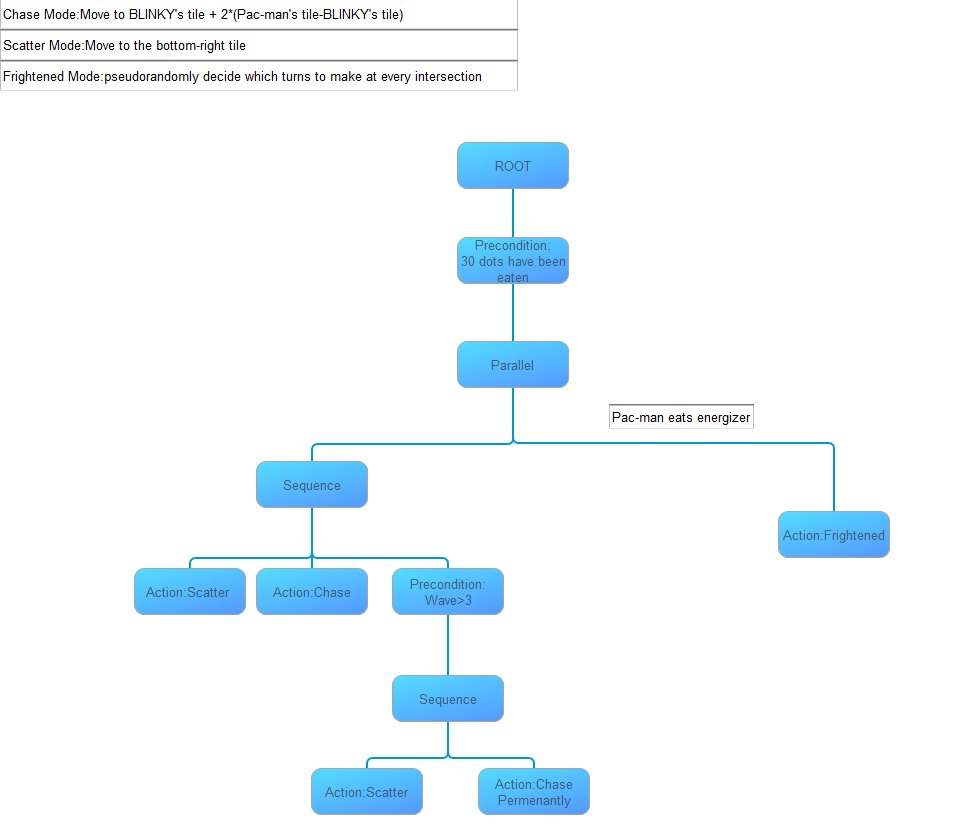 Chase Mode:Move to BLINKY's tile + 2*(Pac-man's tile-BLINKY's tile)
Scatter Mode:Move to the bottom-right tile
Frightened Mode:pseudorandomly decide which turns to make at every intersection
ROOT
Precondition:
30 dots have been
eaten
Parallel
Pac-man eats energizer
Sequence
Action:Frightened
Action:Scatter
Action:Chase
Precondition:
Wave>3
Sequence
Action:Scatter
Action:Chase
Permenantly